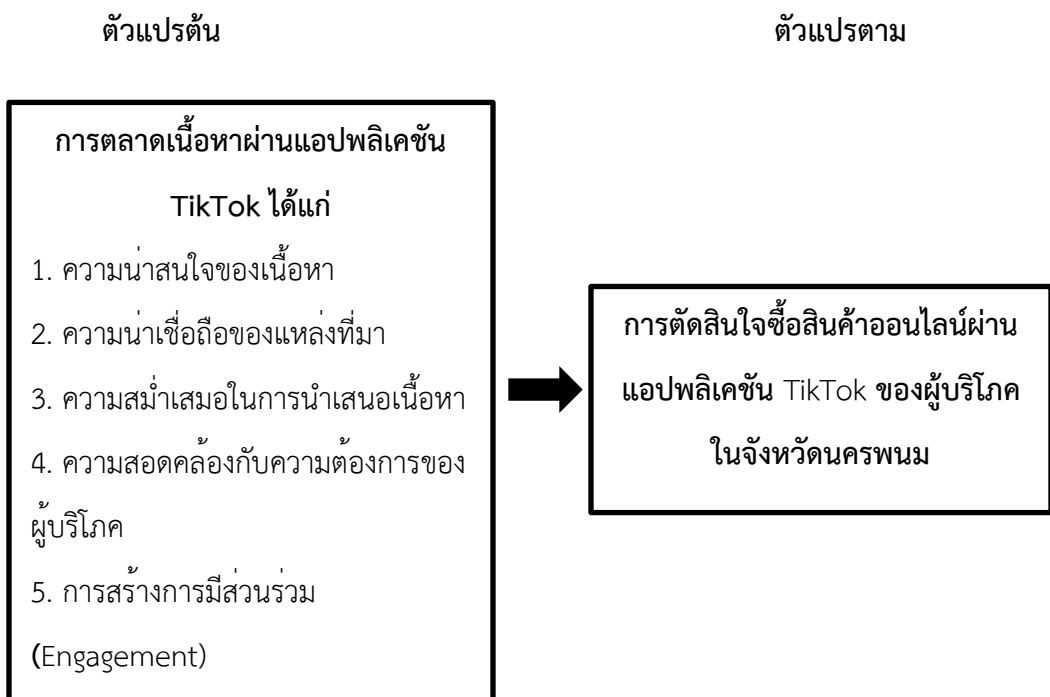 ตัวแปรต้น
ตัวแปรตาม
การตลาดเนื้อหาผ่านแอปพลิเคชัน
TikTok ได้แก่
1. ความน่าสนใจของเนื้อหา
2. ความน่าเชื่อถือของแหล่งที่มา
3. ความสม่ำเสมอในการนำเสนอเนื้อหา
4. ความสอดคล้องกับความต้องการของ
ผู้บริโภค
5. การสร้างการมีส่วนร่วม
(Engagement)
การตัดสินใจซื้อสินค้าออนไลน์ผ่าน
แอปพลิเคชัน TikTok ของผู้บริโภค
ในจังหวัดนครพนม